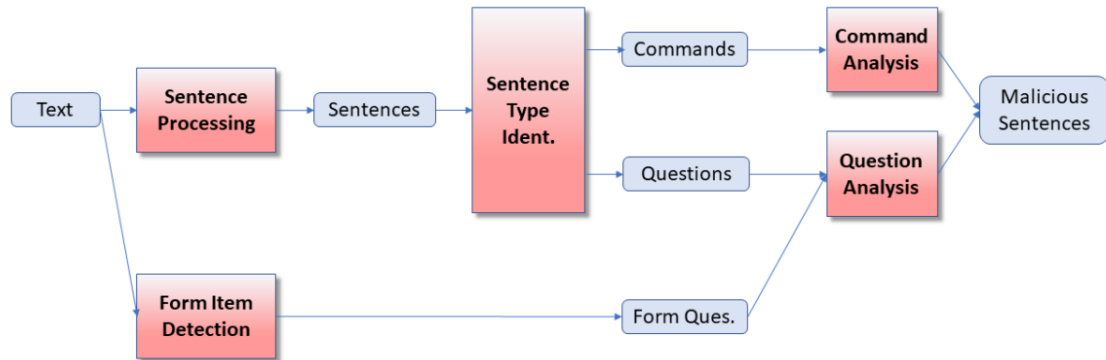 Text
Sentence
Processing
Sentences
Sentence
Type
Ident.
Commands
Questions
Command
Analysis
Question
Analysis
Malicious
Sentences
Form Item
Detection
Form Ques.